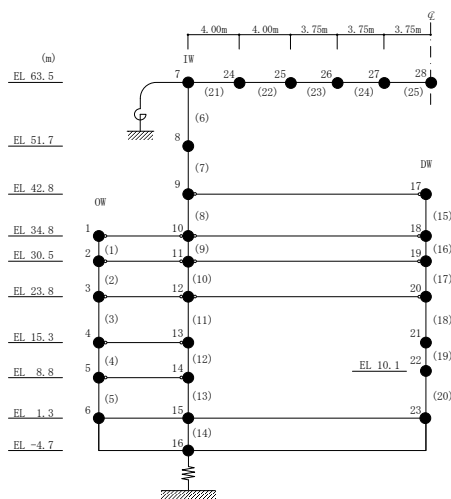 ℄
4.00m 4.00m 3.75m 3.75m 3.75m
(m) IW
EL 63.5 7 24 25 26 27 28
(21) (22) (23) (24) (25)
(6)
EL 51.7 8
(7)
DW
EL 42.8 9 17
OW (8) (15)
EL 34.8 1 10 18
(1) (9) (16)
EL 30.5 2 11 19
(2) (10) (17)
EL 23.8 3 12 20
(3) (11) (18)
EL 15.3 4 13 21
(4) (12) (19)
EL 10.1 22
EL 8.8 5 14
(5) (13) (20)
EL 1.3 6 15 23
(14)
EL -4.7 16